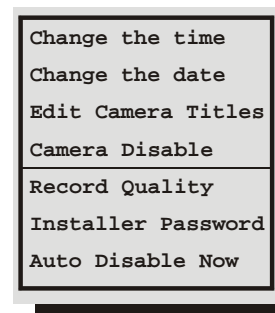 Change the time
Change the date
Edit Camera Titles
Camera Disable
Record Quality
Installer Password
Auto Disable Now